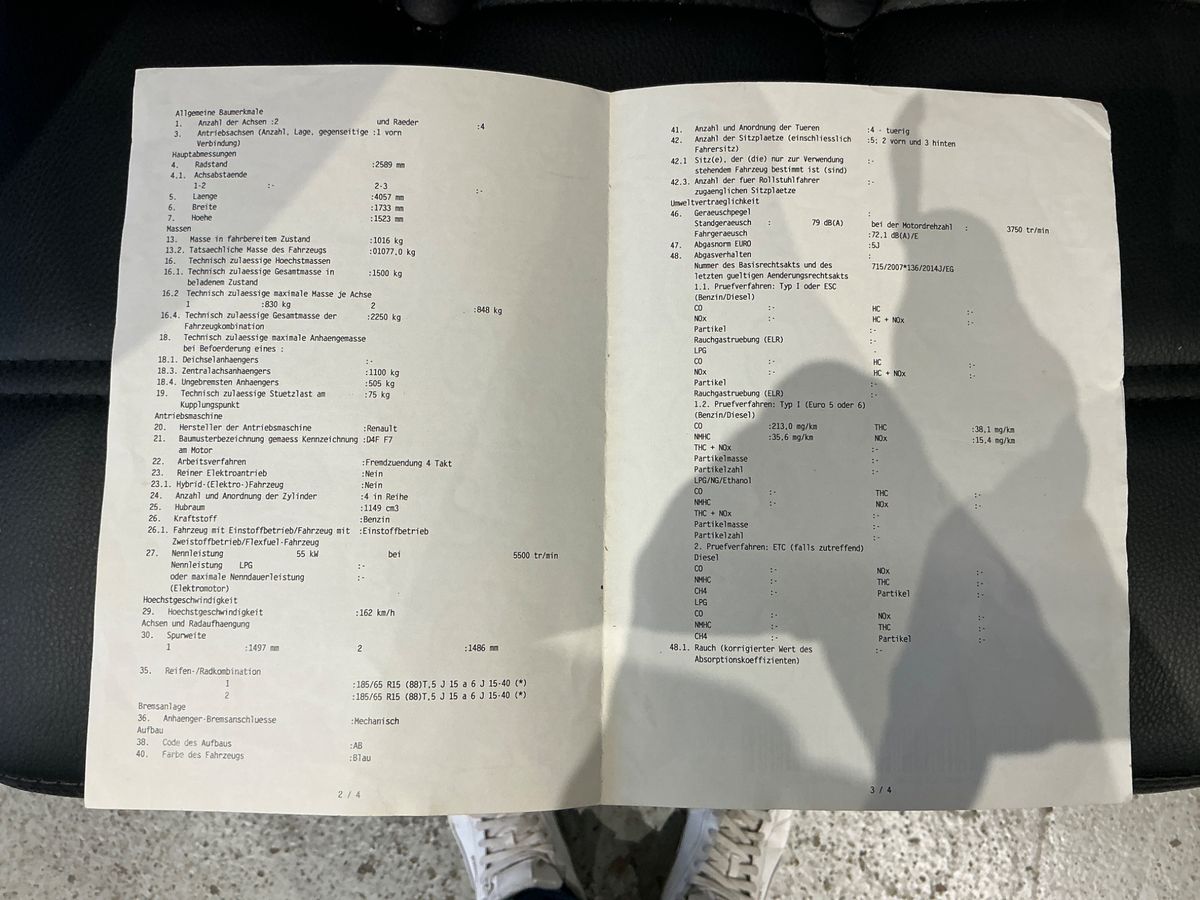 Allgemeine Baumerkmale
1. Anzahl der Achsen :2 und Raeder :4
3. Antriebsachsen (Anzahl, Lage, gegenseitige :1 vorn
Verbindung)
Hauptabmessungen
4. Radstand :2589 mm
4.1. Achsabstaende
1-2 :- 2-3 :-
5. Laenge :4057 mm
6. Breite :1733 mm
7. Hoehe :1523 mm
Massen
13. Masse in fahrbereitem Zustand :1016 kg
13.2. Tatsaechliche Masse des Fahrzeugs :01077,0 kg
16. Technisch zulaessige Hoechstmassen
16.1. Technisch zulaessige Gesamtmasse in :1500 kg
beladenem Zustand
16.2 Technisch zulaessige maximale Masse je Achse
1 :830 kg 2 :848 kg
16.4. Technisch zulaessige Gesamtmasse der :2250 kg
Fahrzeugkombination
18. Technisch zulaessige maximale Anhaengemasse
bei Befoerderung eines :
18.1. Deichselanhaengers :-
18.3. Zentralachsanhaengers :1100 kg
18.4. Ungebremsten Anhaengers :505 kg
19. Technisch zulaessige Stuetzlast am :75 kg
Kupplungspunkt
Antriebsmaschine
20. Hersteller der Antriebsmaschine :Renault
21. Baumusterbezeichnung gemaess Kennzeichnung :D4F F7
am Motor
22. Arbeitsverfahren :Fremdzuendung 4 Takt
23. Reiner Elektroantrieb :Nein
23.1. Hybrid-(Elektro-)Fahrzeug :Nein
24. Anzahl und Anordnung der Zylinder :4 in Reihe
25. Hubraum :1149 cm3
26. Kraftstoff :Benzin
26.1. Fahrzeug mit Einstoffbetrieb/Fahrzeug mit :Einstoffbetrieb
Zweistoffbetrieb/Flexfuel-Fahrzeug
27. Nennleistung 55 kW bei 5500 tr/min
Nennleistung LPG :-
oder maximale Nenndauerleistung :-
(Elektromotor)
Hoechstgeschwindigkeit
29. Hoechstgeschwindigkeit :162 km/h
Achsen und Radaufhaengung
30. Spurweite
1 :1497 mm 2 :1486 mm
35. Reifen-/Radkombination
1 :185/65 R15 (88)T,5 J 15 a 6 J 15-40 (*)
2 :185/65 R15 (88)T,5 J 15 a 6 J 15-40 (*)
Bremsanlage
36. Anhaenger-Bremsanschluesse :Mechanisch
Aufbau
38. Code des Aufbaus :AB
40. Farbe des Fahrzeugs :Blau
2 / 4
41. Anzahl und Anordnung der Tueren :4 - tuerig
42. Anzahl der Sitzplaetze (einschliesslich :5; 2 vorn und 3 hinten
Fahrersitz)
42.1 Sitz(e), der (die) nur zur Verwendung :-
stehendem Fahrzeug bestimmt ist (sind)
42.3. Anzahl der fuer Rollstuhlfahrer :-
zugaenglichen Sitzplaetze
Umweltvertraeglichkeit
46. Geraeuschpegel :
Standgeraeusch : 79 dB(A) bei der Motordrehzahl : 3750 tr/min
Fahrgeraeusch :72,1 dB(A)/E
47. Abgasnorm EURO :5J
48. Abgasverhalten :
Nummer des Basisrechtsakts und des 715/2007*136/2014J/EG
letzten gueltigen Aenderungsrechtsakts
1.1. Pruefverfahren: Typ I oder ESC
(Benzin/Diesel)
CO :- HC :-
NOx :- HC + NOx :-
Partikel :-
Rauchgastruebung (ELR) :-
LPG -
CO :- HC :-
NOx :- HC + NOx :-
Partikel :-
Rauchgastruebung (ELR) :-
1.2. Pruefverfahren: Typ I (Euro 5 oder 6)
(Benzin/Diesel)
CO :213,0 mg/km THC :38,1 mg/km
NMHC :35,6 mg/km NOx :15,4 mg/km
THC + NOx :-
Partikelmasse :-
Partikelzahl :-
LPG/NG/Ethanol
CO :- THC :-
NMHC :- NOx :-
THC + NOx :-
Partikelmasse :-
Partikelzahl :-
2. Pruefverfahren: ETC (falls zutreffend)
Diesel
CO :- NOx :-
NMHC :- THC :-
CH4 :- Partikel :-
LPG
CO :- NOx :-
NMHC :- THC :-
CH4 :- Partikel :-
48.1. Rauch (korrigierter Wert des :-
Absorptionskoeffizienten)
3 / 4